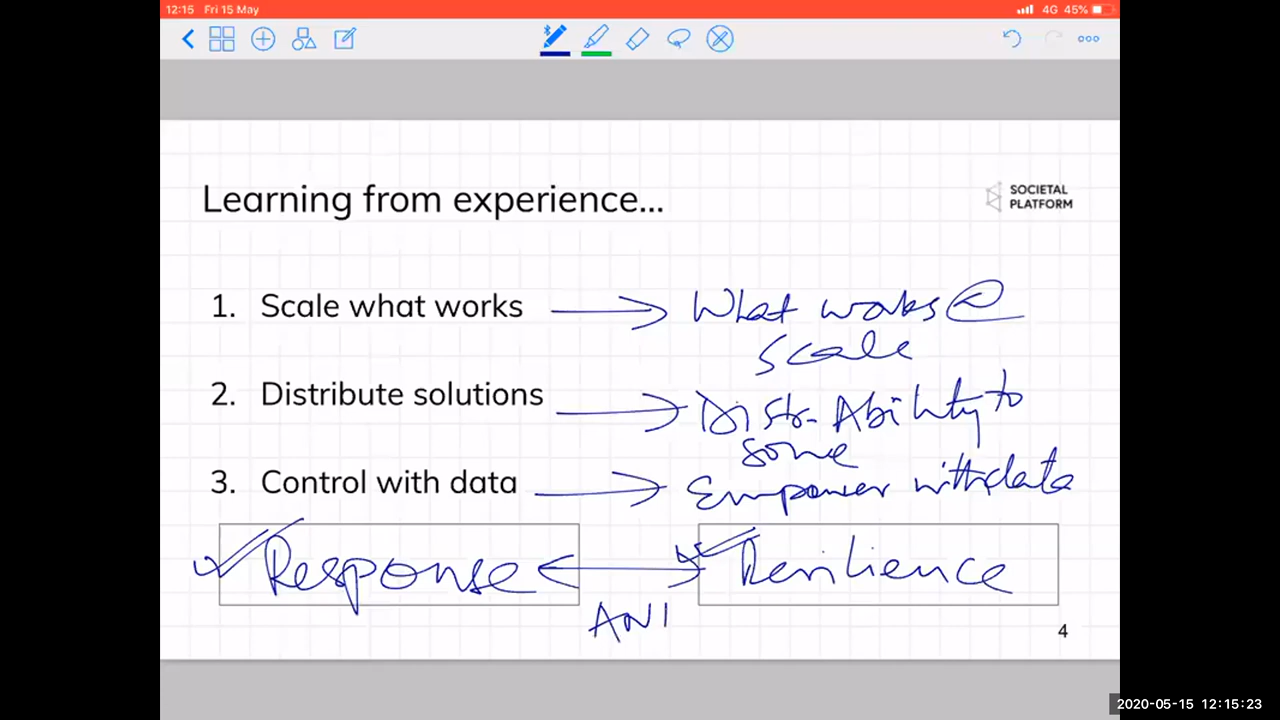 12:15 Fri 15 May 4G 45%
Learning from experience...
SOCIETAL
PLATFORM
1. Scale what works What works @
scale
2. Distribute solutions Distr. Ability to
solve
3. Control with data Empower with data
Response Resilience
AN
4
2020-05-15 12:15:23